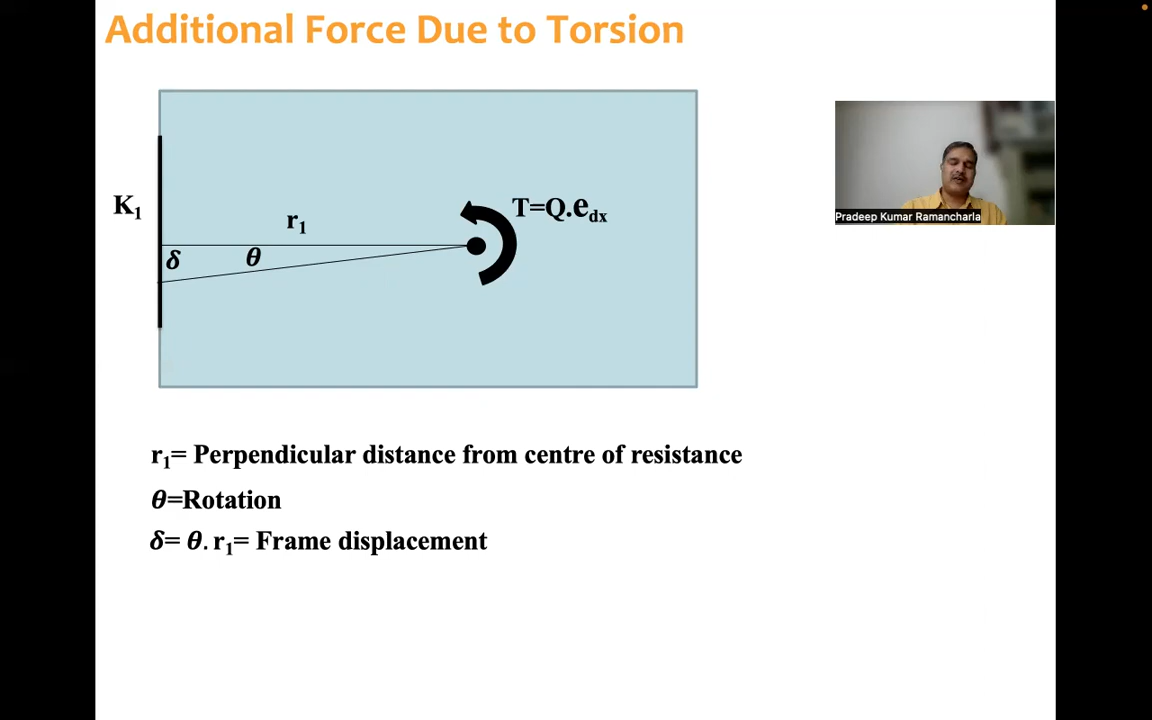 Additional Force Due to Torsion
K₁
r₁
T=Q.e_dx
δ
θ
Pradeep Kumar Ramancharla
r₁= Perpendicular distance from centre of resistance
θ=Rotation
δ= θ. r₁= Frame displacement